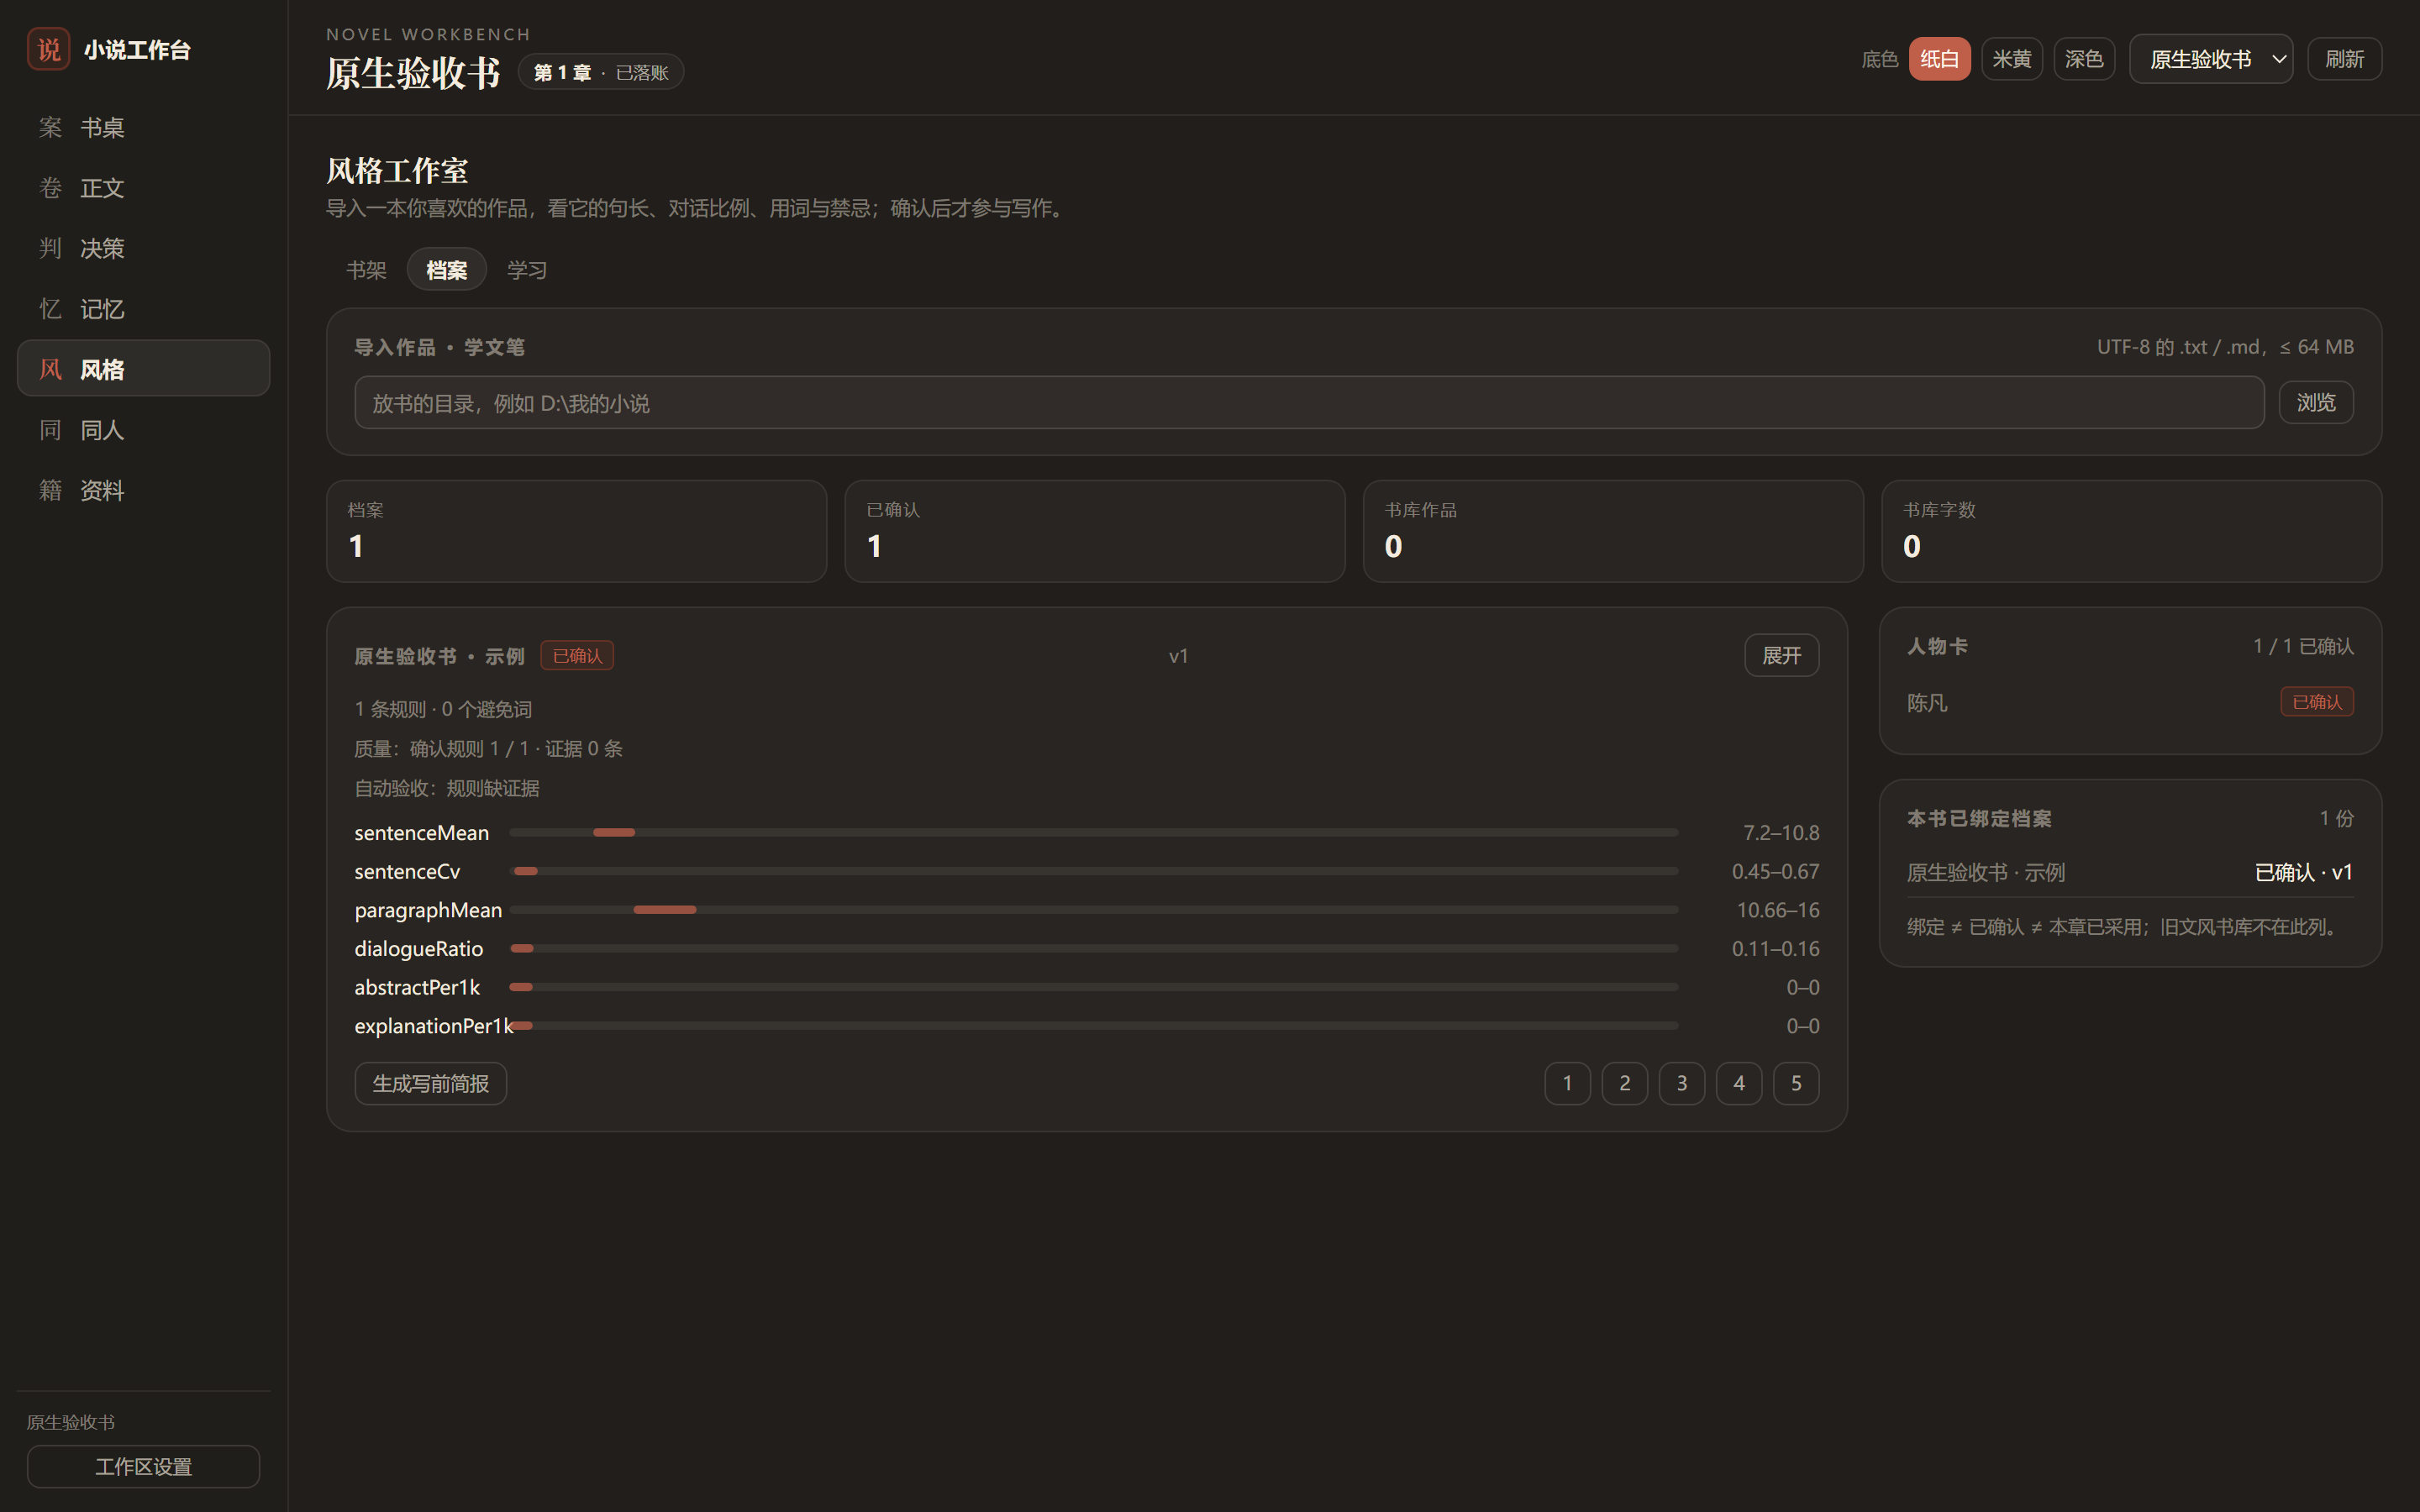 说 小说工作台
案 书桌
卷 正文
判 决策
忆 记忆
风 风格
同 同人
籍 资料
原生验收书
工作区设置
NOVEL WORKBENCH
原生验收书 第 1 章 · 已落账
底色 纸白 米黄 深色 原生验收书 刷新
风格工作室
导入一本你喜欢的作品，看它的句长、对话比例、用词与禁忌；确认后才参与写作。
书架 档案 学习
导入作品 • 学文笔 UTF-8 的 .txt / .md，≤ 64 MB
放书的目录，例如 D:\我的小说 浏览
档案 已确认 书库作品 书库字数
1 1 0 0
原生验收书 • 示例 已确认 v1 展开
1 条规则 · 0 个避免词
质量：确认规则 1 / 1 · 证据 0 条
自动验收：规则缺证据
sentenceMean 7.2–10.8
sentenceCv 0.45–0.67
paragraphMean 10.66–16
dialogueRatio 0.11–0.16
abstractPer1k 0–0
explanationPer1k 0–0
生成写前简报 1 2 3 4 5
人物卡 1 / 1 已确认
陈凡 已确认
本书已绑定档案 1 份
原生验收书 · 示例 已确认 · v1
绑定 ≠ 已确认 ≠ 本章已采用；旧文风书库不在此列。